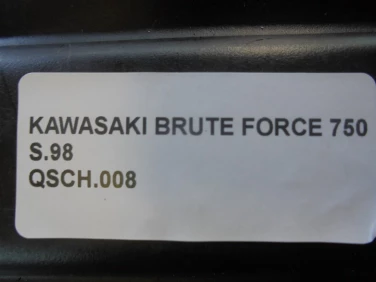 KAWASAKI BRUTE FORCE 750
S.98
QSCH.008